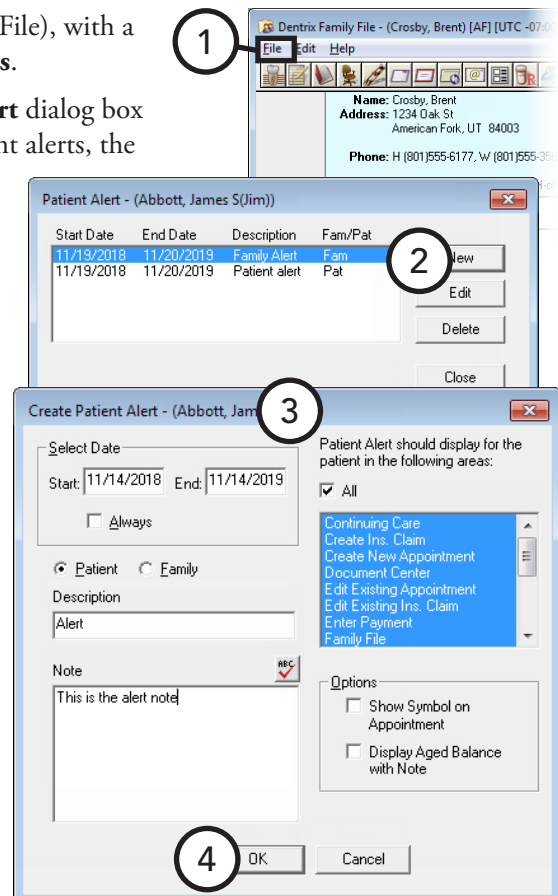 File), with a
s.
rt dialog box
nt alerts, the
1
Dentrix Family File - (Crosby, Brent) [AF] [UTC -07:00
File Edit Help
Name: Crosby, Brent
Address: 1234 Oak St
American Fork, UT 84003
Phone: H (801)555-6177, W (801)555-356
Patient Alert - (Abbott, James S(Jim))
Start Date End Date Description Fam/Pat
11/19/2018 11/20/2019 Family Alert Fam
11/19/2018 11/20/2019 Patient alert Pat
2
New
Edit
Delete
Close
Create Patient Alert - (Abbott, Jam
3
Select Date
Start: 11/14/2018 End: 11/14/2019
Always
Patient Family
Description
Alert
Note
ABC
This is the alert note
Patient Alert should display for the
patient in the following areas:
All
Continuing Care
Create Ins. Claim
Create New Appointment
Document Center
Edit Existing Appointment
Edit Existing Ins. Claim
Enter Payment
Family File
Options
Show Symbol on
Appointment
Display Aged Balance
with Note
4
OK Cancel